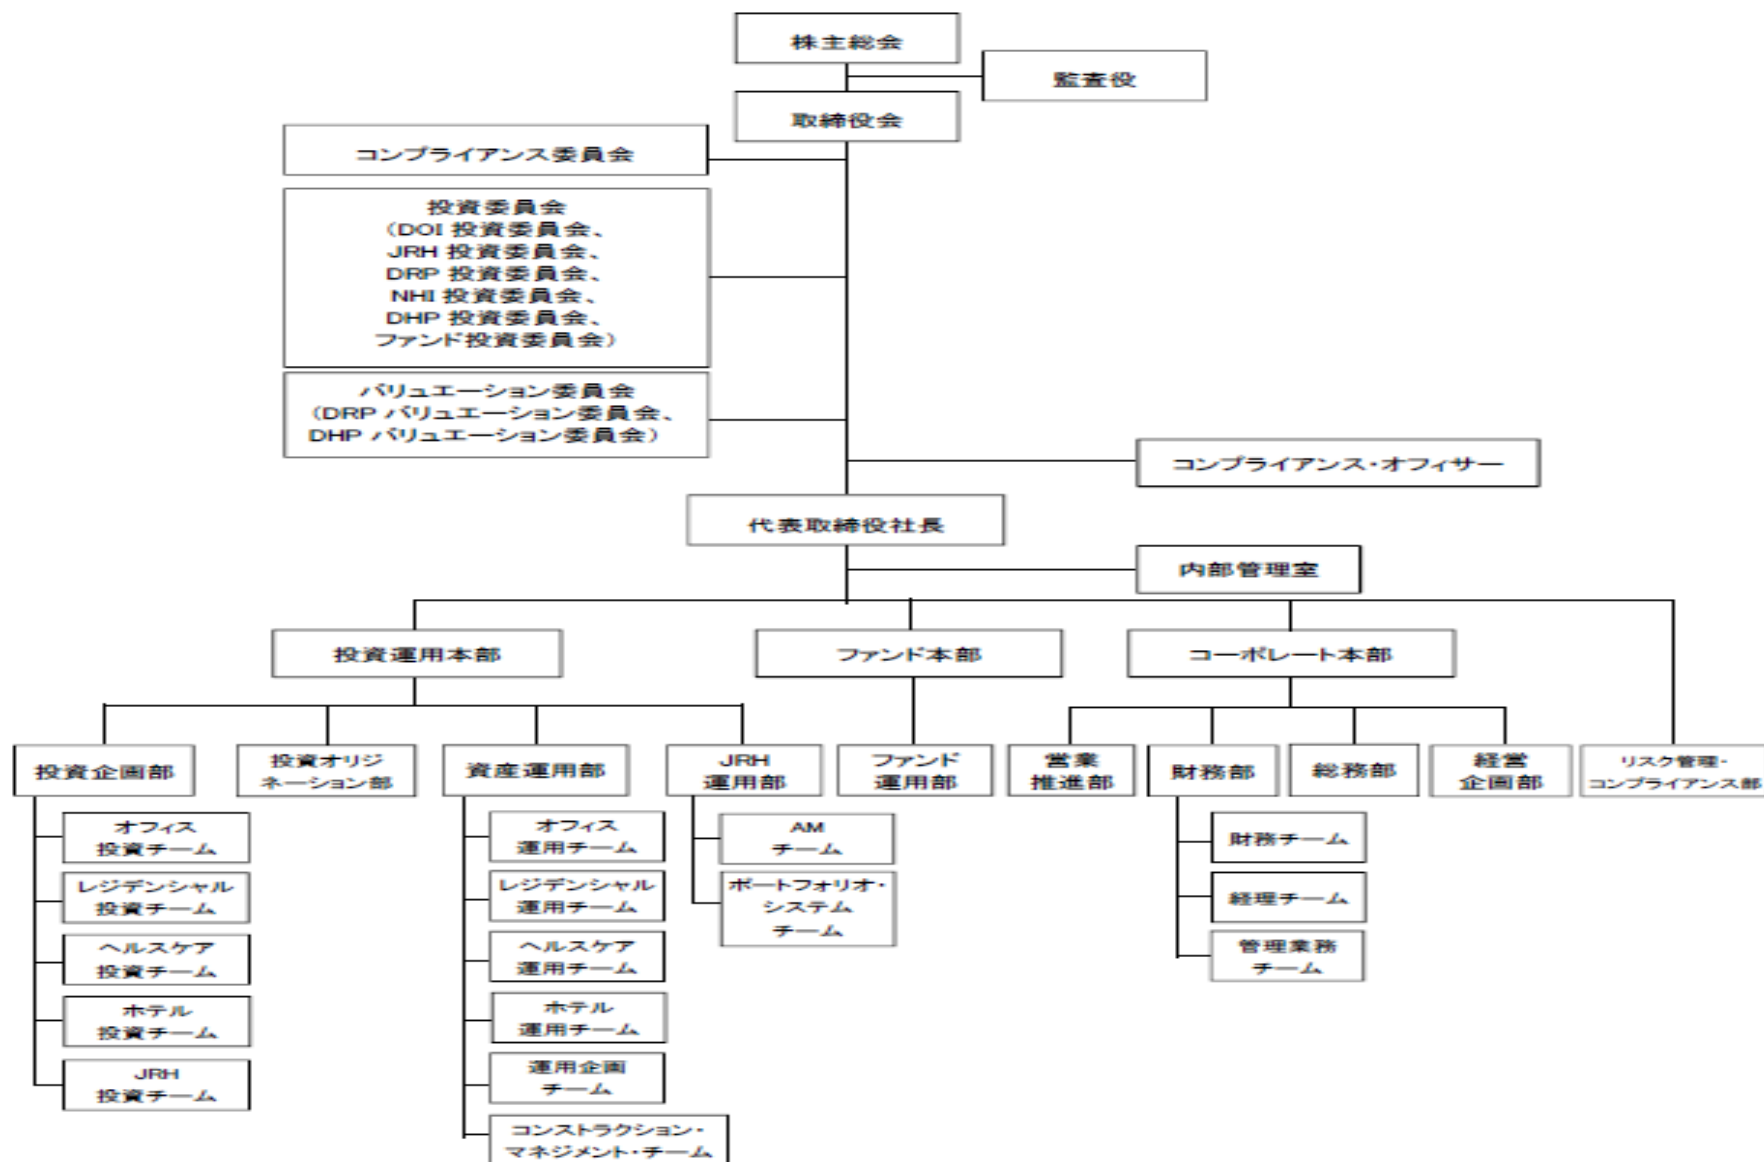 株主総会
監査役
取締役会
コンプライアンス委員会
投資委員会
（DOI 投資委員会、
JRH 投資委員会、
DRP 投資委員会、
NHI 投資委員会、
DHP 投資委員会、
ファンド投資委員会）
バリュエーション委員会
（DRP バリュエーション委員会、
DHP バリュエーション委員会）
コンプライアンス・オフィサー
代表取締役社長
内部管理室
投資運用本部
ファンド本部
コーポレート本部
投資企画部
投資オリジ
ネーション部
資産運用部
JRH
運用部
ファンド
運用部
営業
推進部
財務部
総務部
経営
企画部
リスク管理・
コンプライアンス部
オフィス
投資チーム
レジデンシャル
投資チーム
ヘルスケア
投資チーム
ホテル
投資チーム
JRH
投資チーム
オフィス
運用チーム
レジデンシャル
運用チーム
ヘルスケア
運用チーム
ホテル
運用チーム
運用企画
チーム
コンストラクション・
マネジメント・チーム
AM
チーム
ポートフォリオ・
システム
チーム
財務チーム
経理チーム
管理業務
チーム